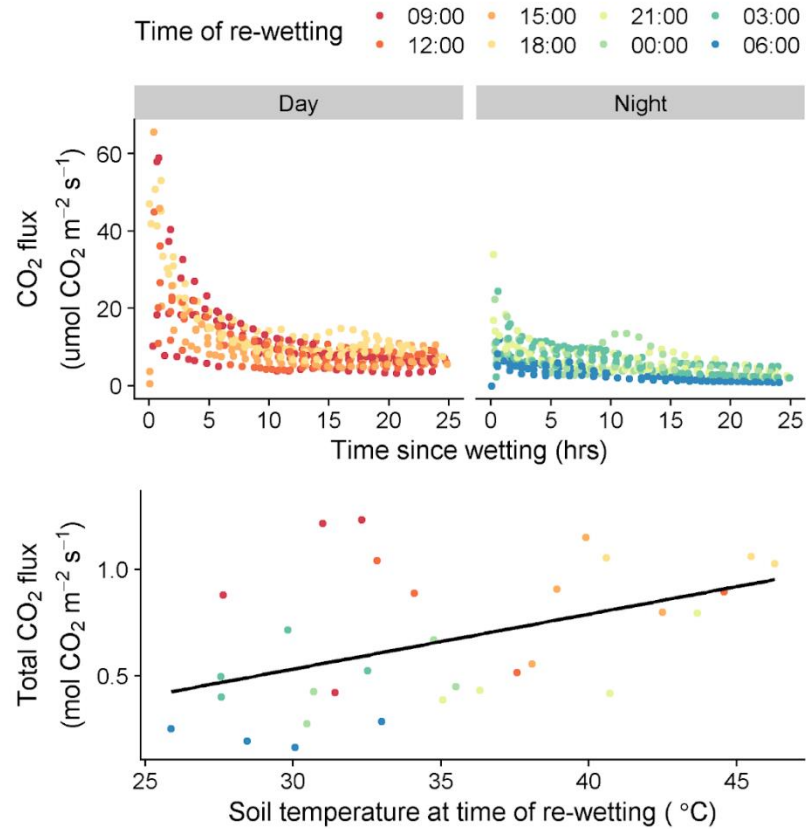 Time of re-wetting
09:00 15:00 21:00 03:00
12:00 18:00 00:00 06:00
Day Night
CO₂ flux
(umol CO₂ m⁻² s⁻¹)
60
40
20
0
0 5 10 15 20 25 0 5 10 15 20 25
Time since wetting (hrs)
Total CO₂ flux
(mol CO₂ m⁻² s⁻¹)
1.0
0.5
25 30 35 40 45
Soil temperature at time of re-wetting ( °C)